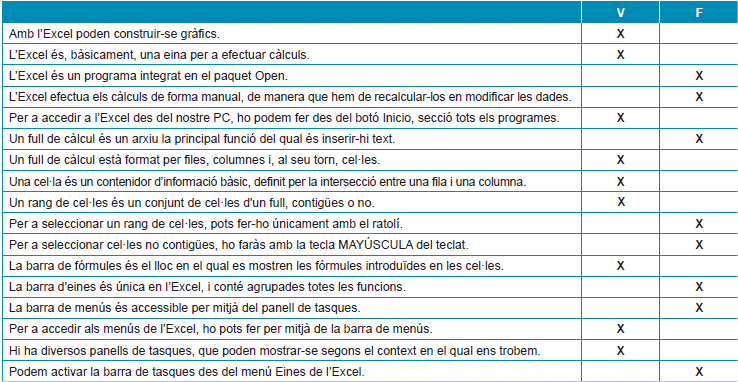 V F
Amb l'Excel poden construir-se gràfics. X
L'Excel és, bàsicament, una eina per a efectuar càlculs. X
L'Excel és un programa integrat en el paquet Open. X
L'Excel efectua els càlculs de forma manual, de manera que hem de recalcular-los en modificar les dades. X
Per a accedir a l'Excel des del nostre PC, ho podem fer des del botó Inicio, secció tots els programes. X
Un full de càlcul és un arxiu la principal funció del qual és inserir-hi text. X
Un full de càlcul està format per files, columnes i, al seu torn, cel·les. X
Una cel·la és un contenidor d'informació bàsic, definit per la intersecció entre una fila i una columna. X
Un rang de cel·les és un conjunt de cel·les d'un full, contigües o no. X
Per a seleccionar un rang de cel·les, pots fer-ho únicament amb el ratolí. X
Per a seleccionar cel·les no contigües, ho faràs amb la tecla MAYÚSCULA del teclat. X
La barra de fórmules és el lloc en el qual es mostren les fórmules introduïdes en les cel·les. X
La barra d'eines és única en l'Excel, i conté agrupades totes les funcions. X
La barra de menús és accessible per mitjà del panell de tasques. X
Per a accedir als menús de l'Excel, ho pots fer per mitjà de la barra de menús. X
Hi ha diversos panells de tasques, que poden mostrar-se segons el context en el qual ens trobem. X
Podem activar la barra de tasques des del menú Eines de l'Excel. X